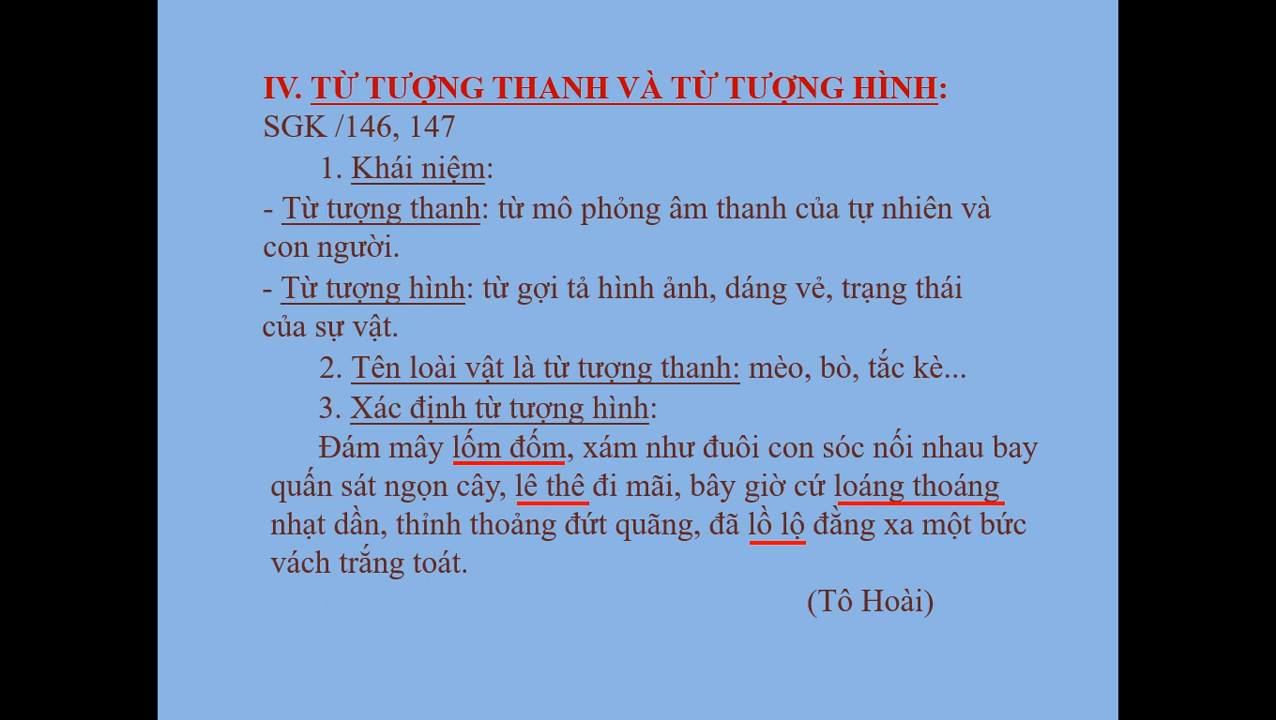 IV. TỪ TƯỢNG THANH VÀ TỪ TƯỢNG HÌNH:
SGK /146, 147
1. Khái niệm:
- Từ tượng thanh: từ mô phỏng âm thanh của tự nhiên và
con người.
- Từ tượng hình: từ gợi tả hình ảnh, dáng vẻ, trạng thái
của sự vật.
2. Tên loài vật là từ tượng thanh: mèo, bò, tắc kè...
3. Xác định từ tượng hình:
Đám mây lốm đốm, xám như đuôi con sóc nối nhau bay
quấn sát ngọn cây, lê thê đi mãi, bây giờ cứ loáng thoáng
nhạt dần, thỉnh thoảng đứt quãng, đã lồ lộ đằng xa một bức
vách trắng toát.
(Tô Hoài)